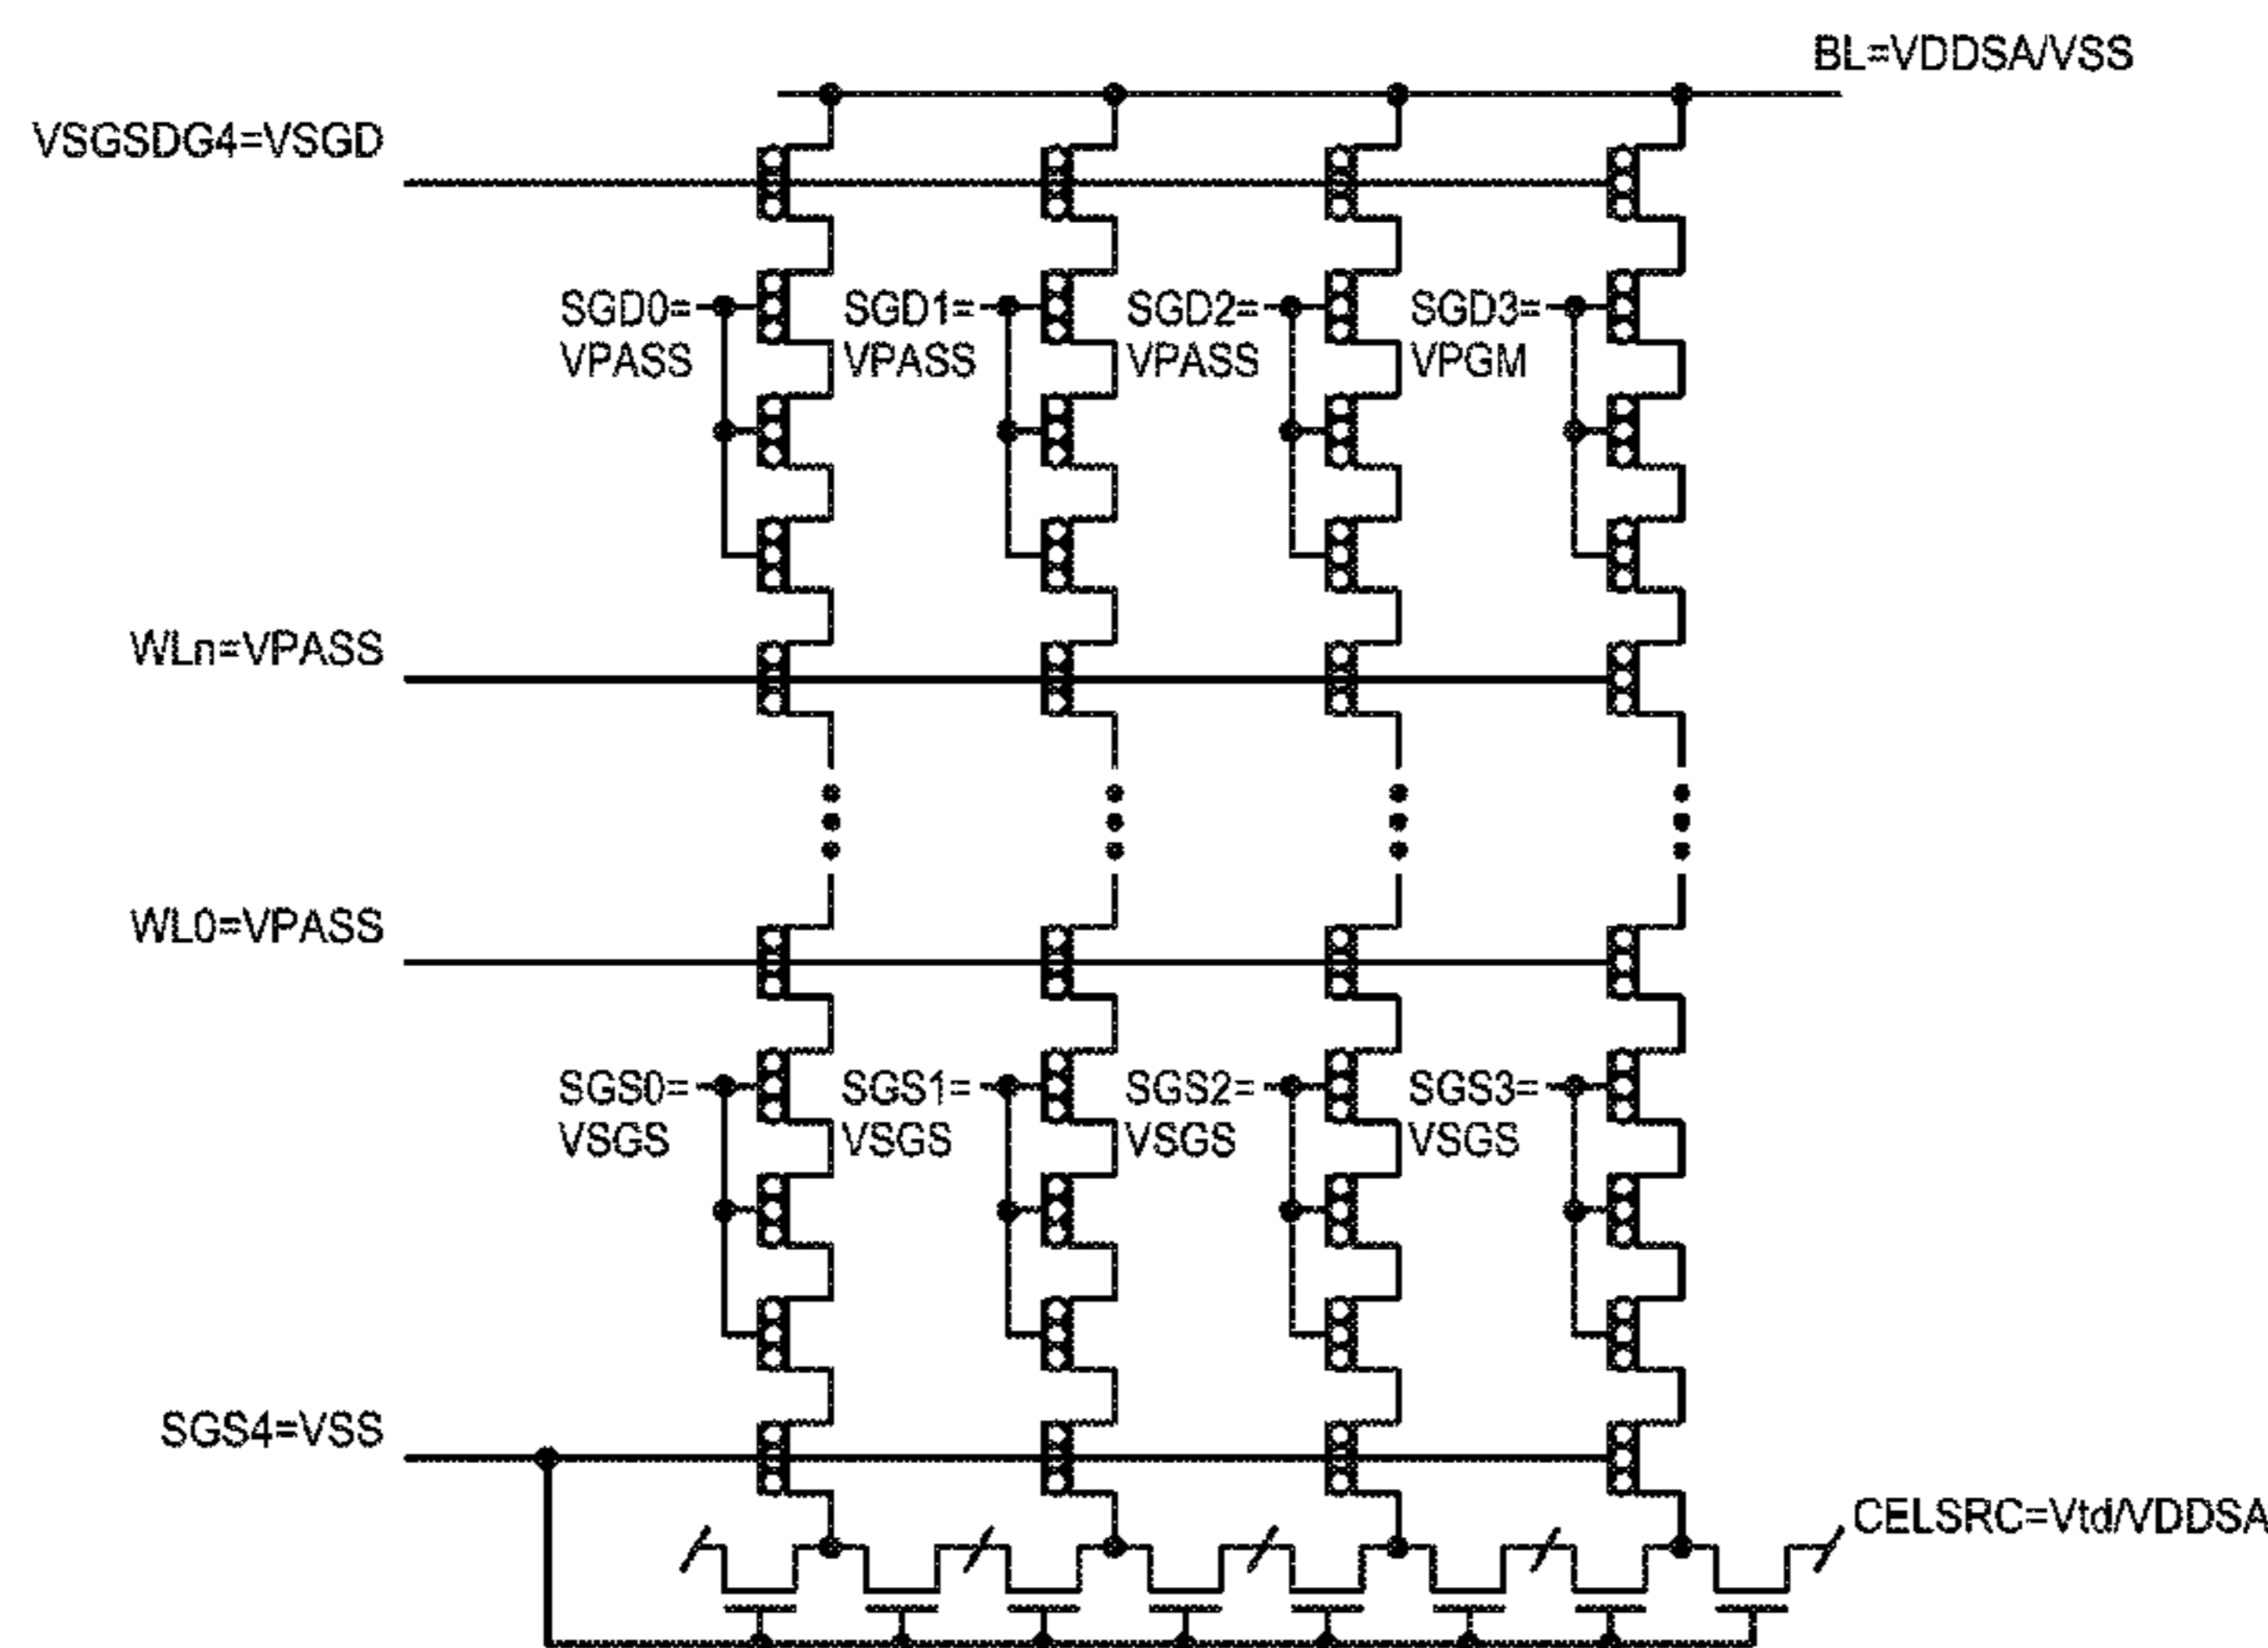 BL=VDDSA/VSS
VSGSDG4=VSGD
SGD0=
VPASS
SGD1=
VPASS
SGD2=
VPASS
SGD3=
VPGM
WLn=VPASS
WL0=VPASS
SGS0=
VSGS
SGS1=
VSGS
SGS2=
VSGS
SGS3=
VSGS
SGS4=VSS
CELSRC=Vtd/VDDSA